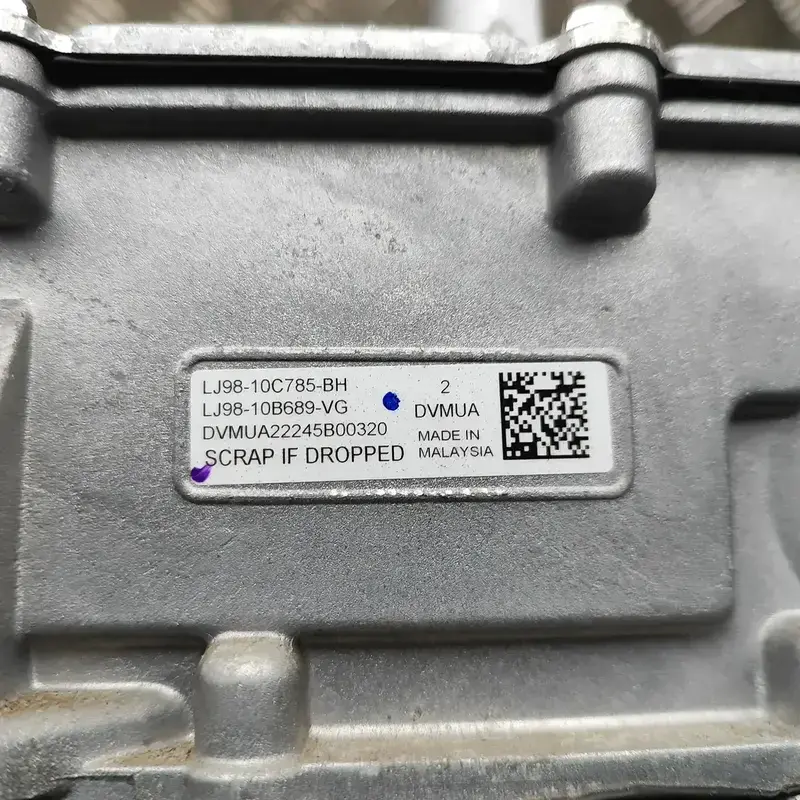 LJ98-10C785-BH
LJ98-10B689-VG
DVMUA22245B00320
SCRAP IF DROPPED
2
DVMUA
MADE IN
MALAYSIA